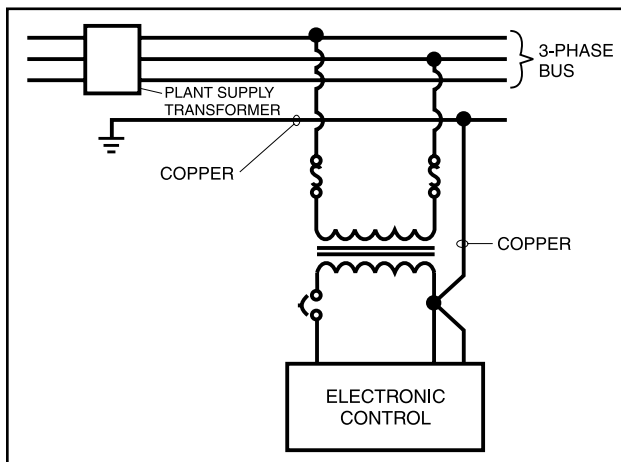 3-PHASE
BUS
PLANT SUPPLY
TRANSFORMER
COPPER
COPPER
ELECTRONIC
CONTROL